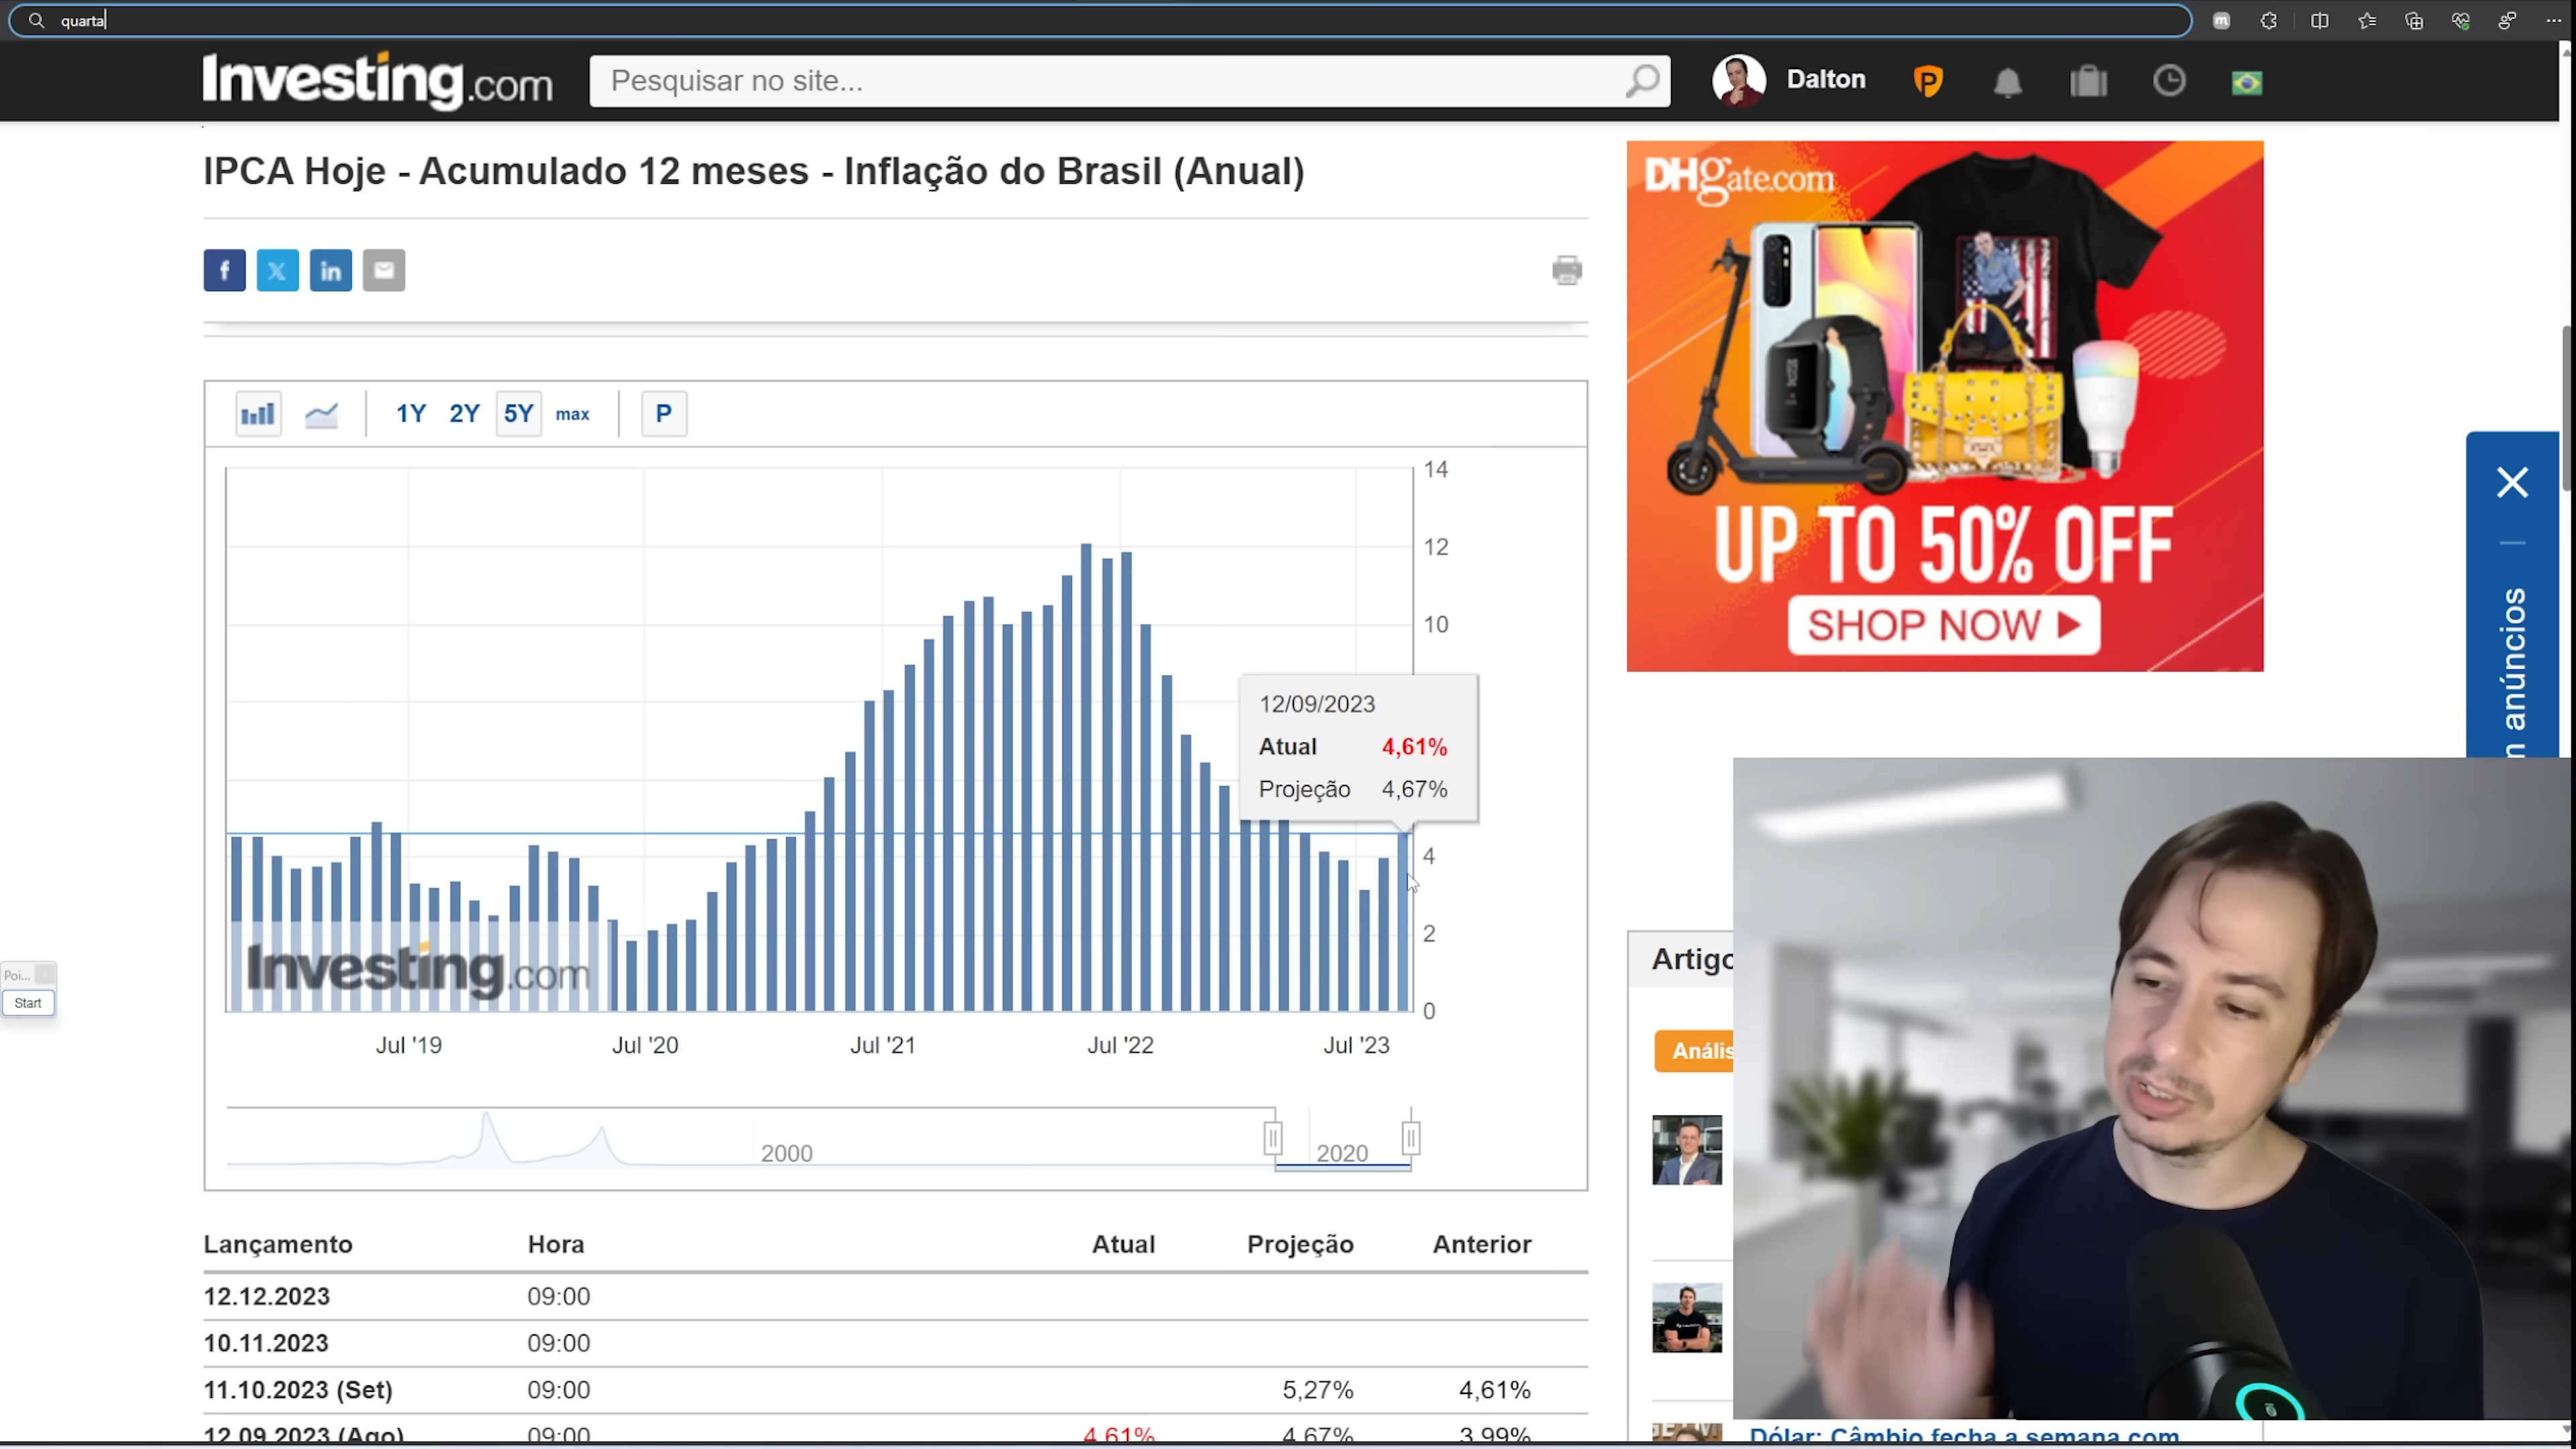 quarta
Investing.com
Pesquisar no site...
Dalton
P
IPCA Hoje - Acumulado 12 meses - Inflação do Brasil (Anual)
1Y 2Y 5Y max P
14
12
10
4
2
0
12/09/2023
Atual 4,61%
Projeção 4,67%
Investing.com
Jul '19 Jul '20 Jul '21 Jul '22 Jul '23
2000 2020
Lançamento Hora Atual Projeção Anterior
12.12.2023 09:00
10.11.2023 09:00
11.10.2023 (Set) 09:00 5,27% 4,61%
12.09.2023 (Ago) 09:00 4,61% 4,67% 3,99%
DHgate.com
UP TO 50% OFF
SHOP NOW
anúncios
Artigo
Anális
Dólar: Câmbio fecha a semana com
Poi...
Start